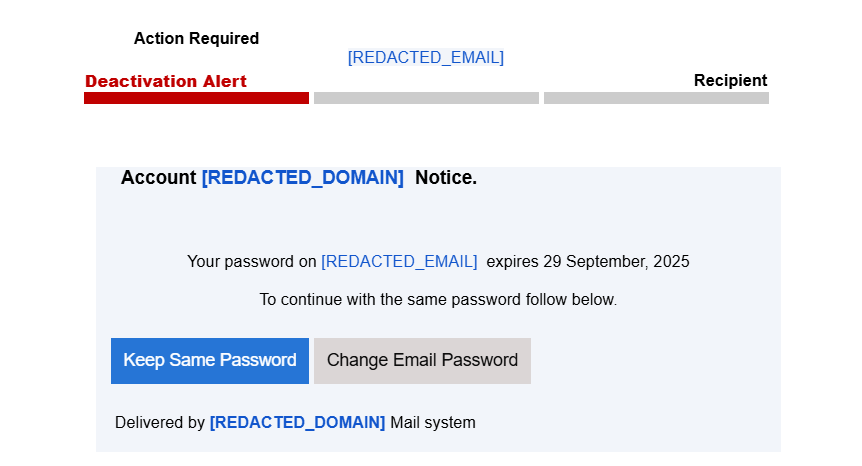 Action Required
[REDACTED_EMAIL]
Deactivation Alert
Recipient
Account [REDACTED_DOMAIN] Notice.
Your password on [REDACTED_EMAIL] expires 29 September, 2025
To continue with the same password follow below.
Keep Same Password
Change Email Password
Delivered by [REDACTED_DOMAIN] Mail system